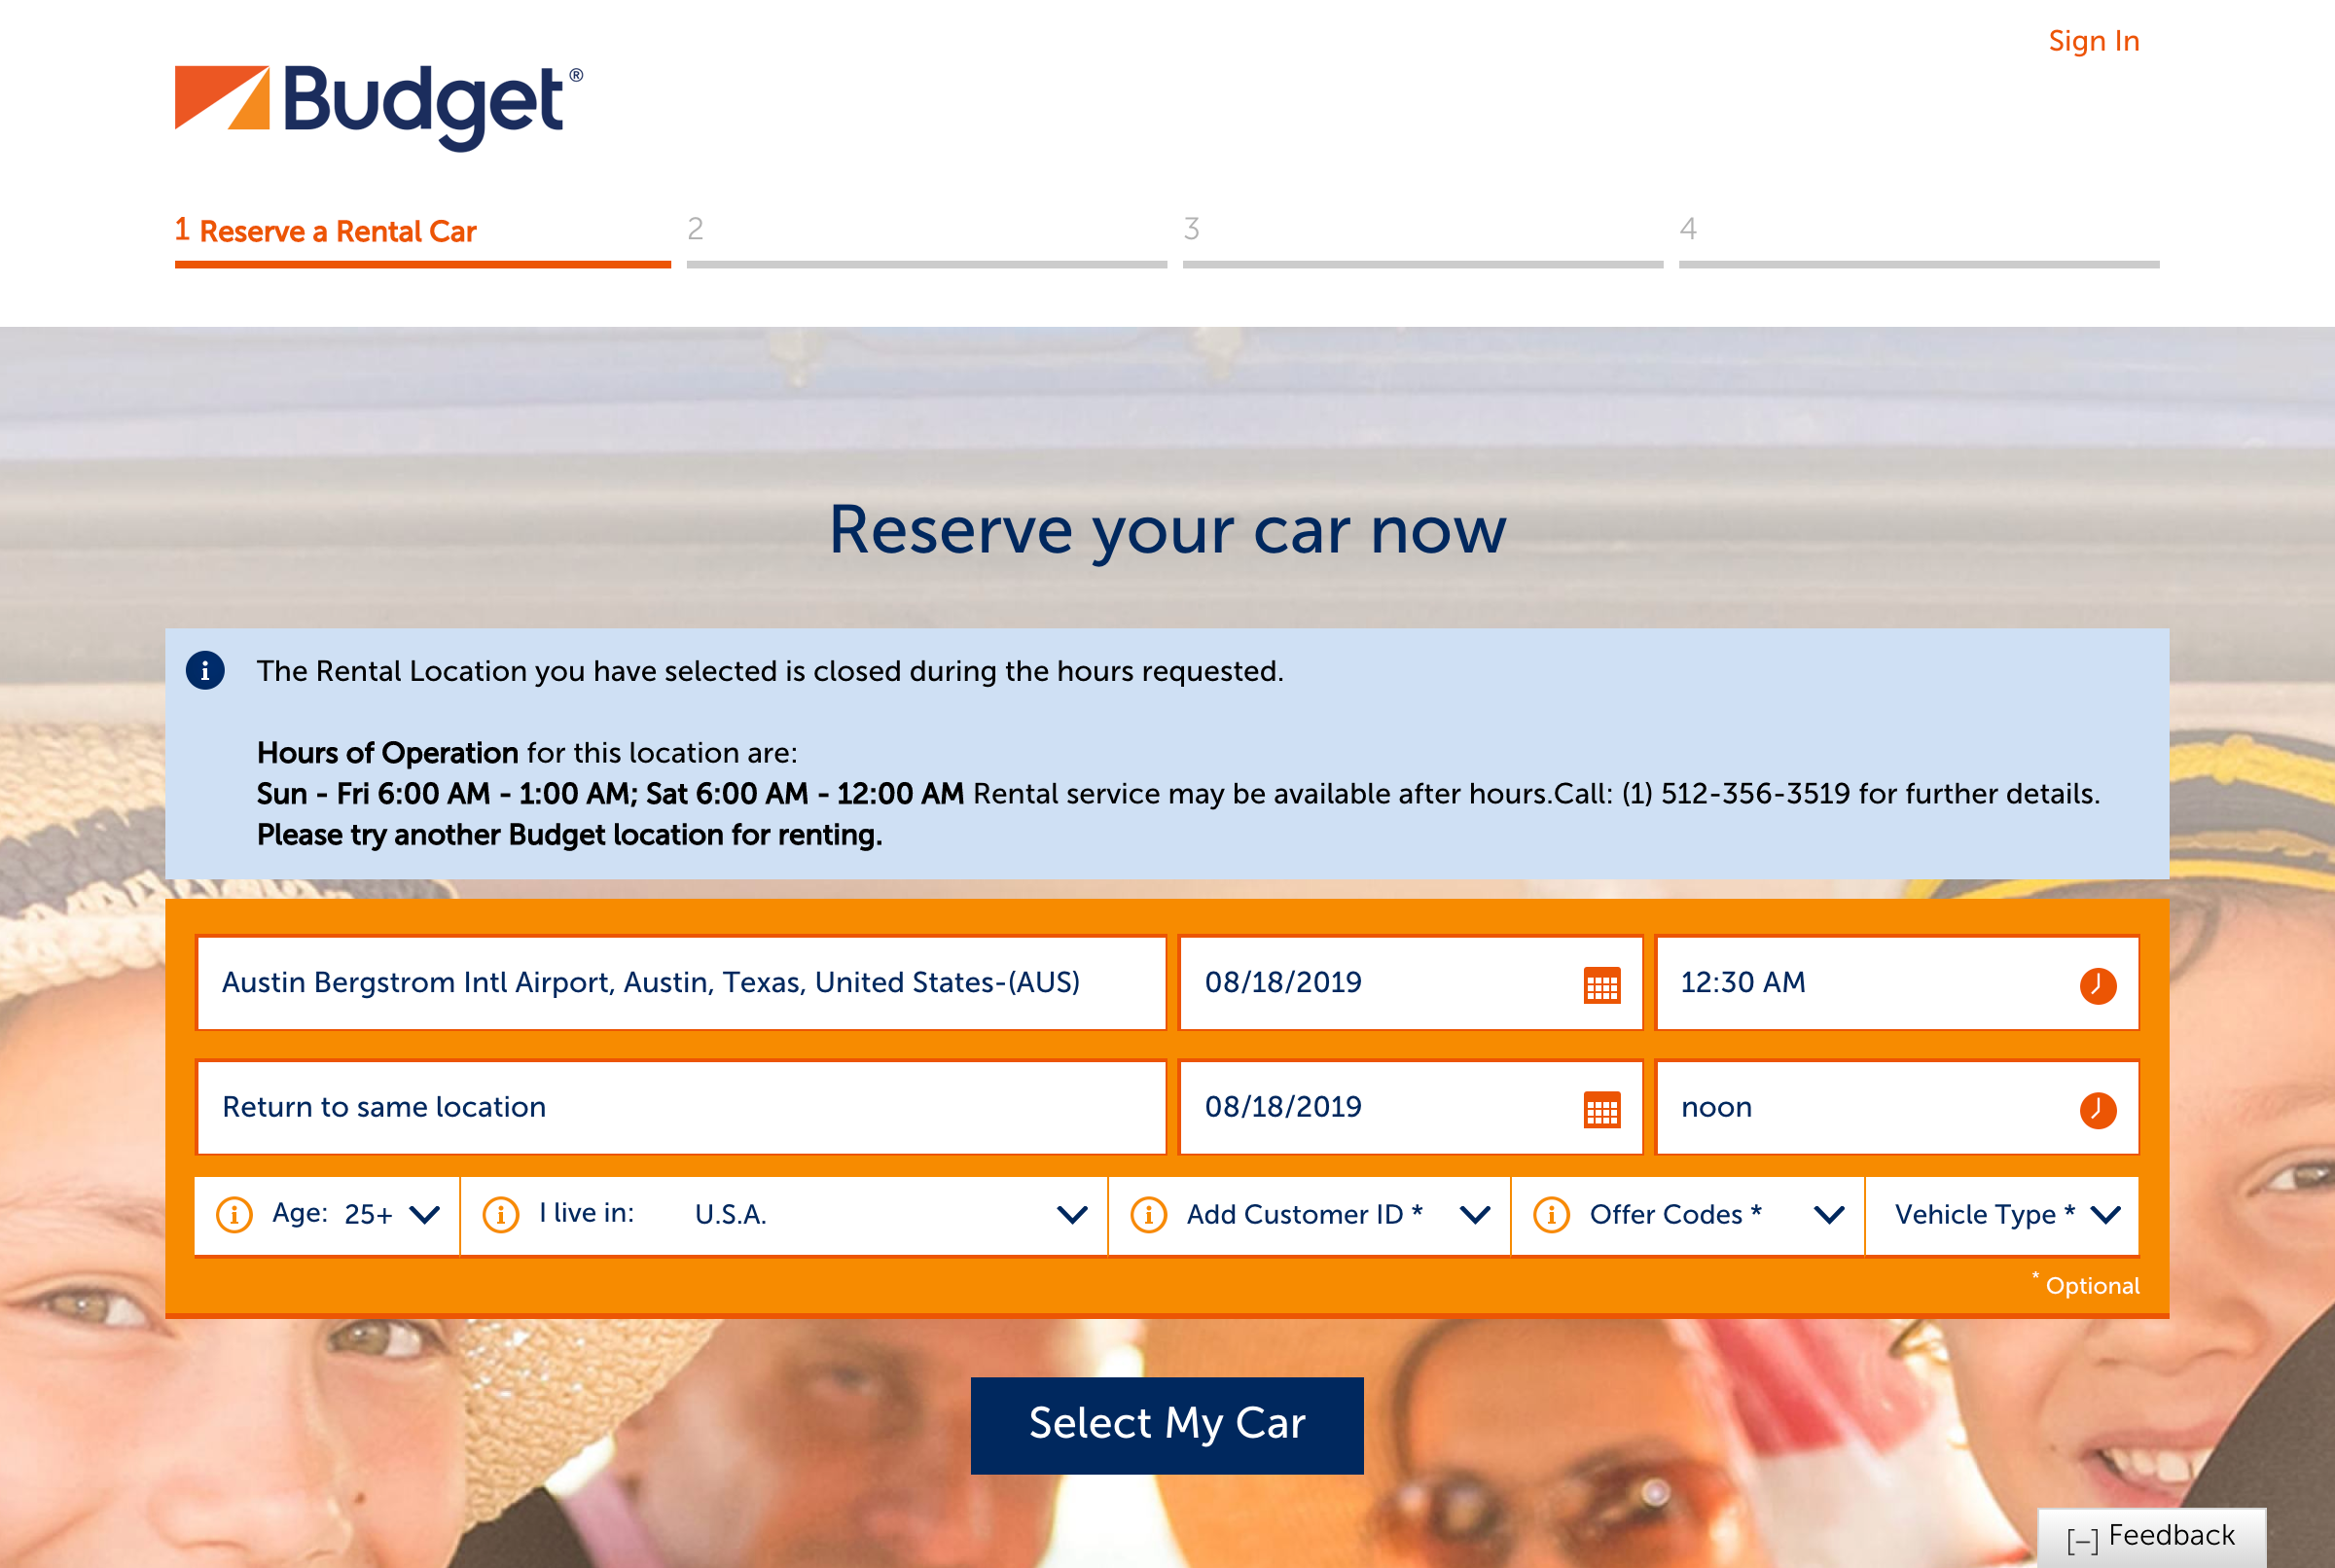 Sign In
Budget®
1 Reserve a Rental Car
2
3
4
Reserve your car now
The Rental Location you have selected is closed during the hours requested.
Hours of Operation for this location are:
Sun - Fri 6:00 AM - 1:00 AM; Sat 6:00 AM - 12:00 AM Rental service may be available after hours.Call: (1) 512-356-3519 for further details.
Please try another Budget location for renting.
Austin Bergstrom Intl Airport, Austin, Texas, United States-(AUS)
08/18/2019
12:30 AM
Return to same location
08/18/2019
noon
Age: 25+
I live in: U.S.A.
Add Customer ID *
Offer Codes *
Vehicle Type *
* Optional
Select My Car
[–] Feedback